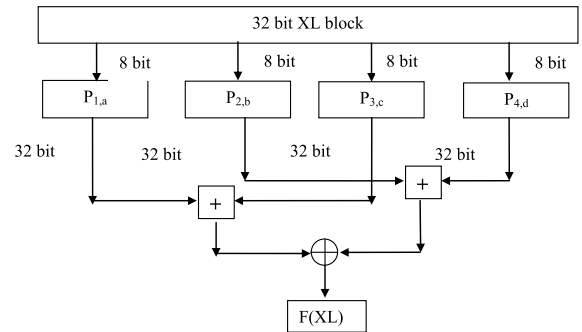 32 bit XL block
8 bit 8 bit 8 bit 8 bit
P1,a P2,b P3,c P4,d
32 bit 32 bit 32 bit 32 bit
+
+
F(XL)